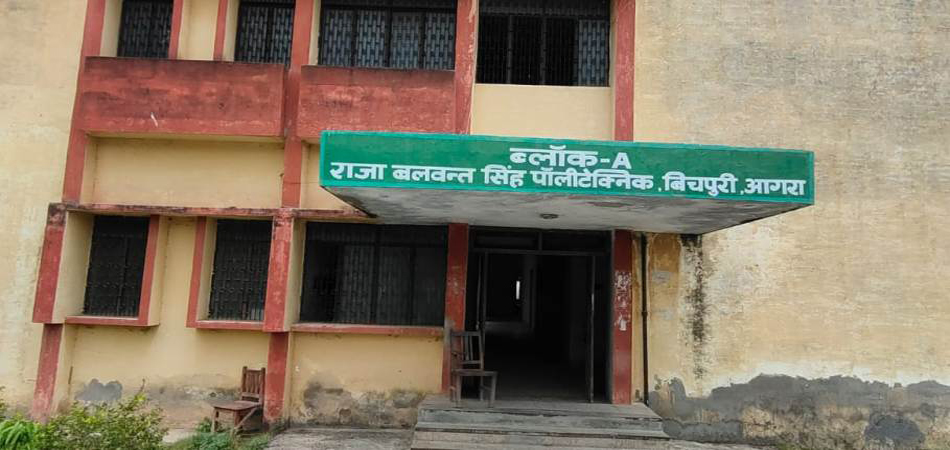 ब्लॉक-A
राजा बलवन्त सिंह पॉलीटेक्निक, बिचपुरी, आगरा